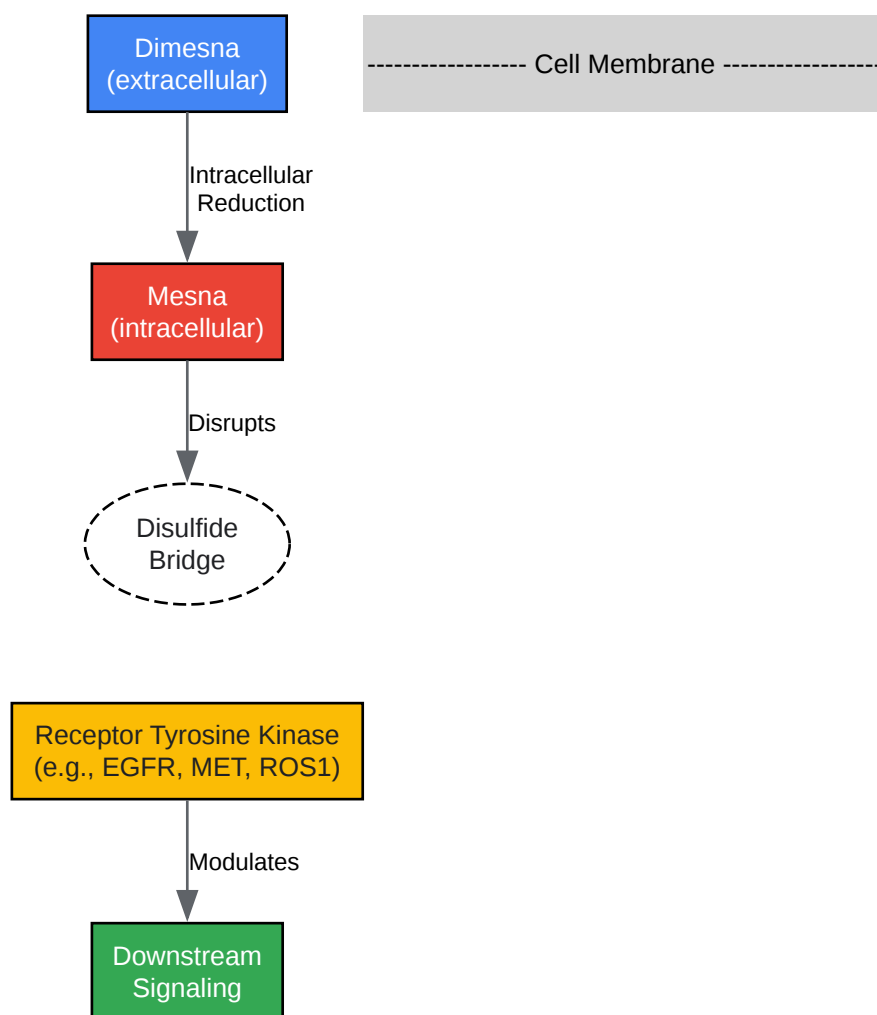 Dimesna
(extracellular)
------------------ Cell Membrane ------------------
Intracellular
Reduction
Mesna
(intracellular)
Disrupts
Disulfide
Bridge
Receptor Tyrosine Kinase
(e.g., EGFR, MET, ROS1)
Modulates
Downstream
Signaling